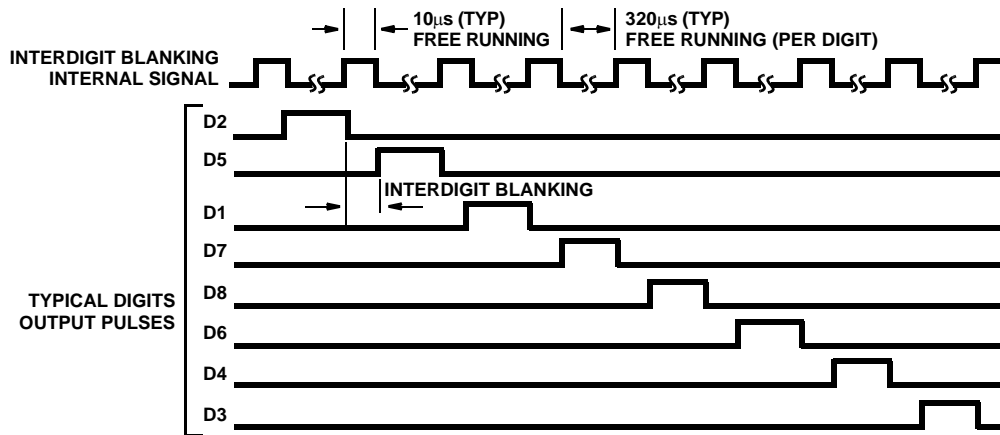 10µs (TYP)
FREE RUNNING
320µs (TYP)
FREE RUNNING (PER DIGIT)
INTERDIGIT BLANKING
INTERNAL SIGNAL
D2
D5
INTERDIGIT BLANKING
D1
D7
D8
TYPICAL DIGITS
OUTPUT PULSES
D6
D4
D3